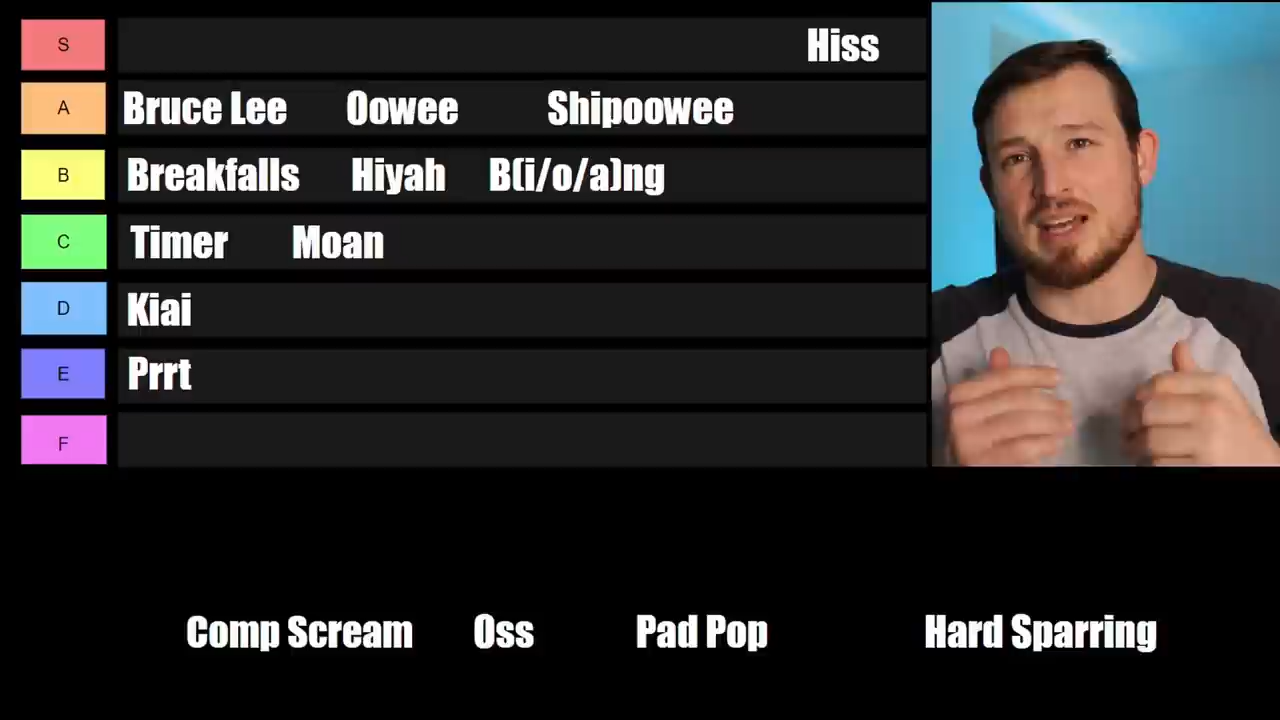 S Hiss
A Bruce Lee Oowee Shipoowee
B Breakfalls Hiyah B(i/o/a)ng
C Timer Moan
D Kiai
E Prrt
F
Comp Scream Oss Pad Pop Hard Sparring